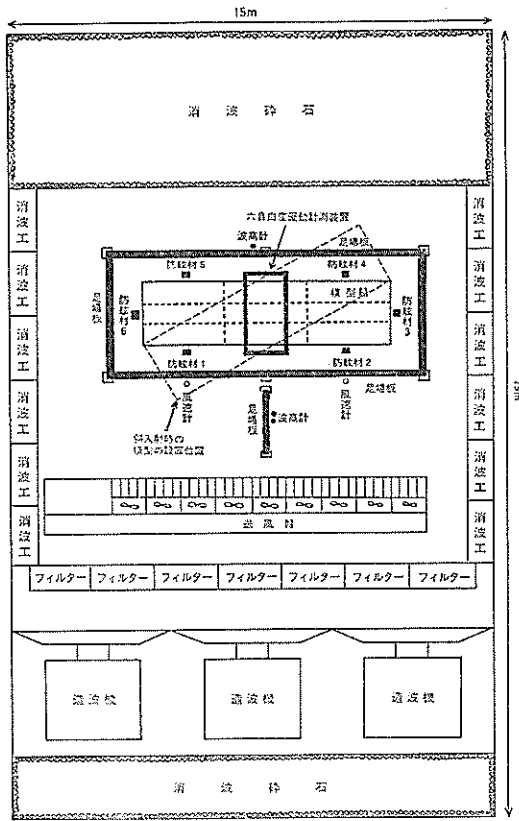 15m
消波砕石
六自由度運動計測装置
波高計
足場板
防舷材5
防舷材4
模型船
足場板
防舷材6
防舷材3
防舷材1
防舷材2
足場板
風速計
風速計
足場板
波高計
斜入射時の
模型の設置位置
消波工
消波工
消波工
消波工
消波工
消波工
消波工
消波工
消波工
消波工
消波工
消波工
送風機
フィルター
フィルター
フィルター
フィルター
フィルター
フィルター
フィルター
造波機
造波機
造波機
消波砕石